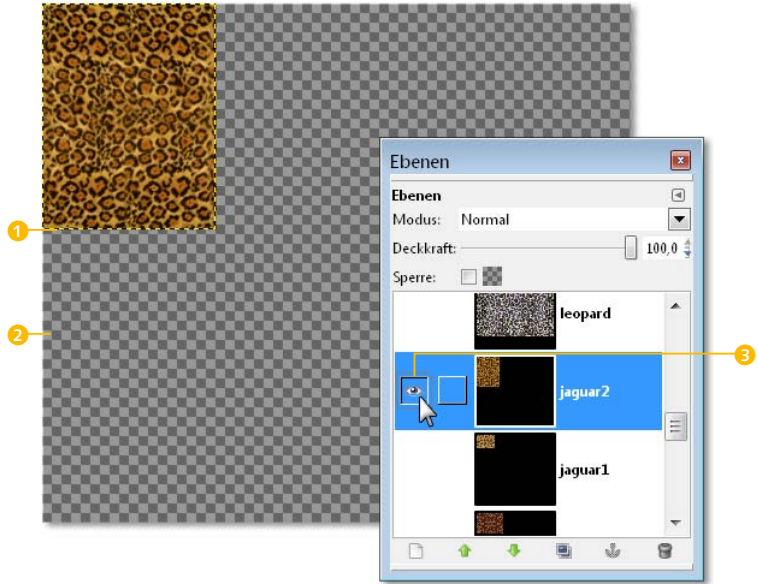 Ebenen
Ebenen
Modus: Normal
Deckkraft: 100,0
Sperre:
leopard
jaguar2
jaguar1
1
2
3